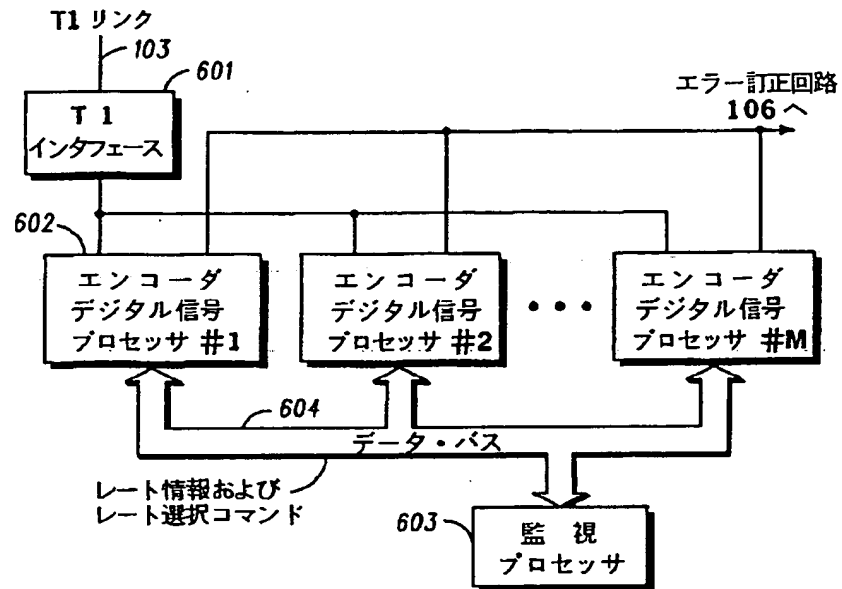 T1 リンク
103
601
T 1
インタフェース
エラー訂正回路
106 へ
602
エンコーダ
デジタル信号
プロセッサ #1
エンコーダ
デジタル信号
プロセッサ #2
エンコーダ
デジタル信号
プロセッサ #M
604
データ・バス
レート情報および
レート選択コマンド
603
監 視
プロセッサ